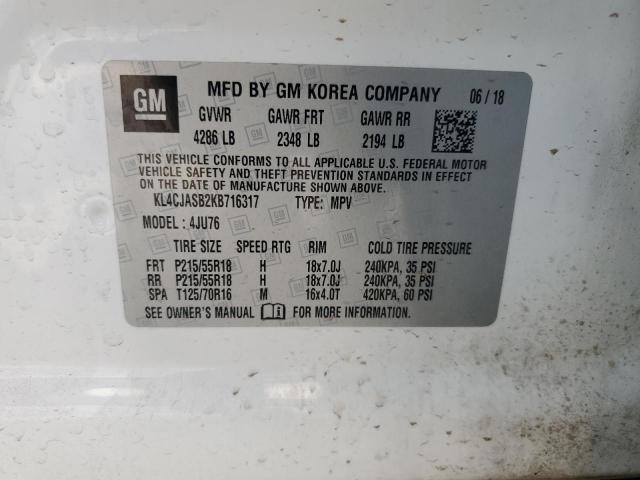 GM MFD BY GM KOREA COMPANY 06 / 18
GVWR GAWR FRT GAWR RR
4286 LB 2348 LB 2194 LB
THIS VEHICLE CONFORMS TO ALL APPLICABLE U.S. FEDERAL MOTOR
VEHICLE SAFETY AND THEFT PREVENTION STANDARDS IN EFFECT
ON THE DATE OF MANUFACTURE SHOWN ABOVE.
KL4CJASB2KB716317 TYPE: MPV
MODEL : 4JU76
TIRE SIZE SPEED RTG RIM COLD TIRE PRESSURE
FRT P215/55R18 H 18x7.0J 240KPA, 35 PSI
RR P215/55R18 H 18x7.0J 240KPA, 35 PSI
SPA T125/70R16 M 16x4.0T 420KPA, 60 PSI
SEE OWNER'S MANUAL FOR MORE INFORMATION.